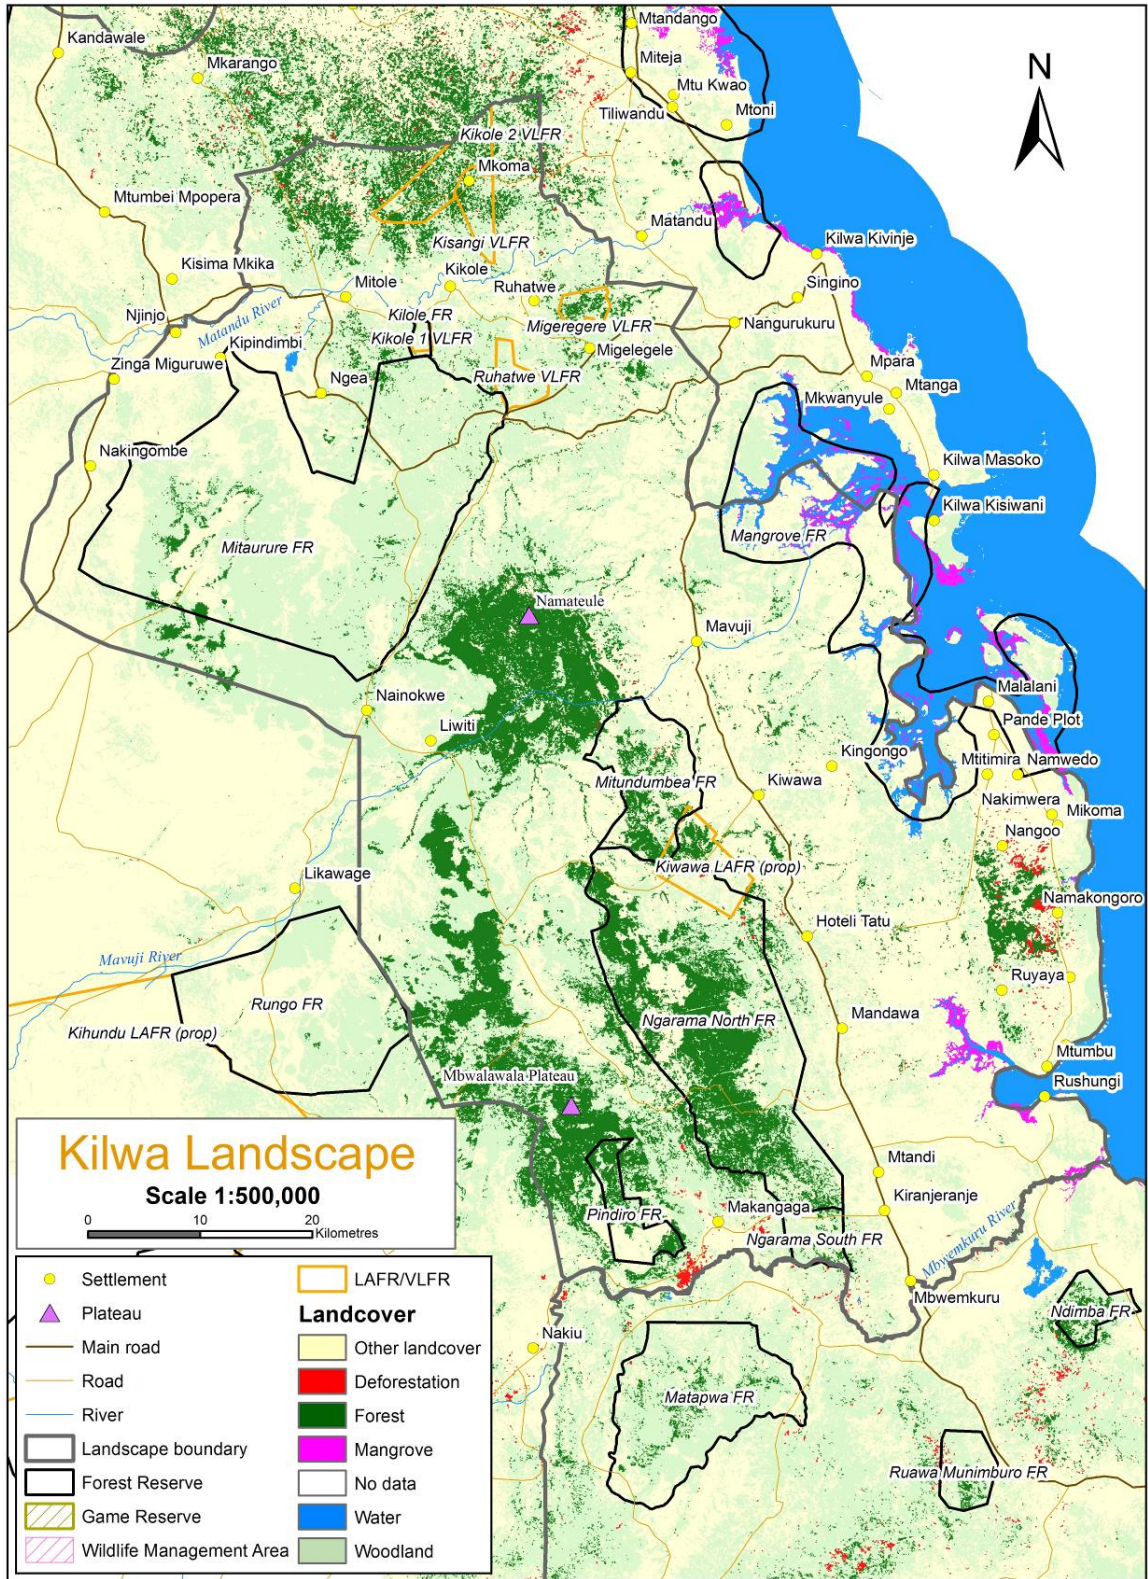 Mtandango
Kandawale
Miteja
Mkarango
N
Mtu Kwao
Tiliwandu
Mtoni
Kikole 2 VLFR
Mkoma
Mtumbei Mpopera
Matandu
Kisangi VLFR
Kilwa Kivinje
Kisima Mkika
Kikole
Mitole
Ruhatwe
Singino
Matandu River
Njinjo
Kilole FR
Migeregere VLFR
Nangurukuru
Kikole 1 VLFR
Kipindimbi
Migelegele
Zinga Miguruwe
Mpara
Ruhatwe VLFR
Ngea
Mtanga
Mkwanyule
Nakingombe
Kilwa Masoko
Kilwa Kisiwani
Mangrove FR
Mitaurure FR
Namateule
Mavuji
Nainokwe
Malalani
Liwiti
Pande Plot
Kingongo
Mtitimira
Namwedo
Mitundumbea FR
Kiwawa
Nakimwera
Mikoma
Nangoo
Kiwawa LAFR (prop)
Likawage
Namakongoro
Hoteli Tatu
Mavuji River
Ruyaya
Rungo FR
Ngarama North FR
Kihundu LAFR (prop)
Mandawa
Mtumbu
Mbwalawala Plateau
Rushungi
Kilwa Landscape
Scale 1:500,000
0 10 20
Kilometres
Mtandi
Kiranjeranje
Makangaga
Pindiro FR
Ngarama South FR
Mbwemkuru River
Mbwemkuru
Ndimba FR
Nakiu
Matapwa FR
Ruawa Munimburo FR
Settlement
Plateau
Main road
Road
River
Landscape boundary
Forest Reserve
Game Reserve
Wildlife Management Area
LAFR/VLFR
Landcover
Other landcover
Deforestation
Forest
Mangrove
No data
Water
Woodland